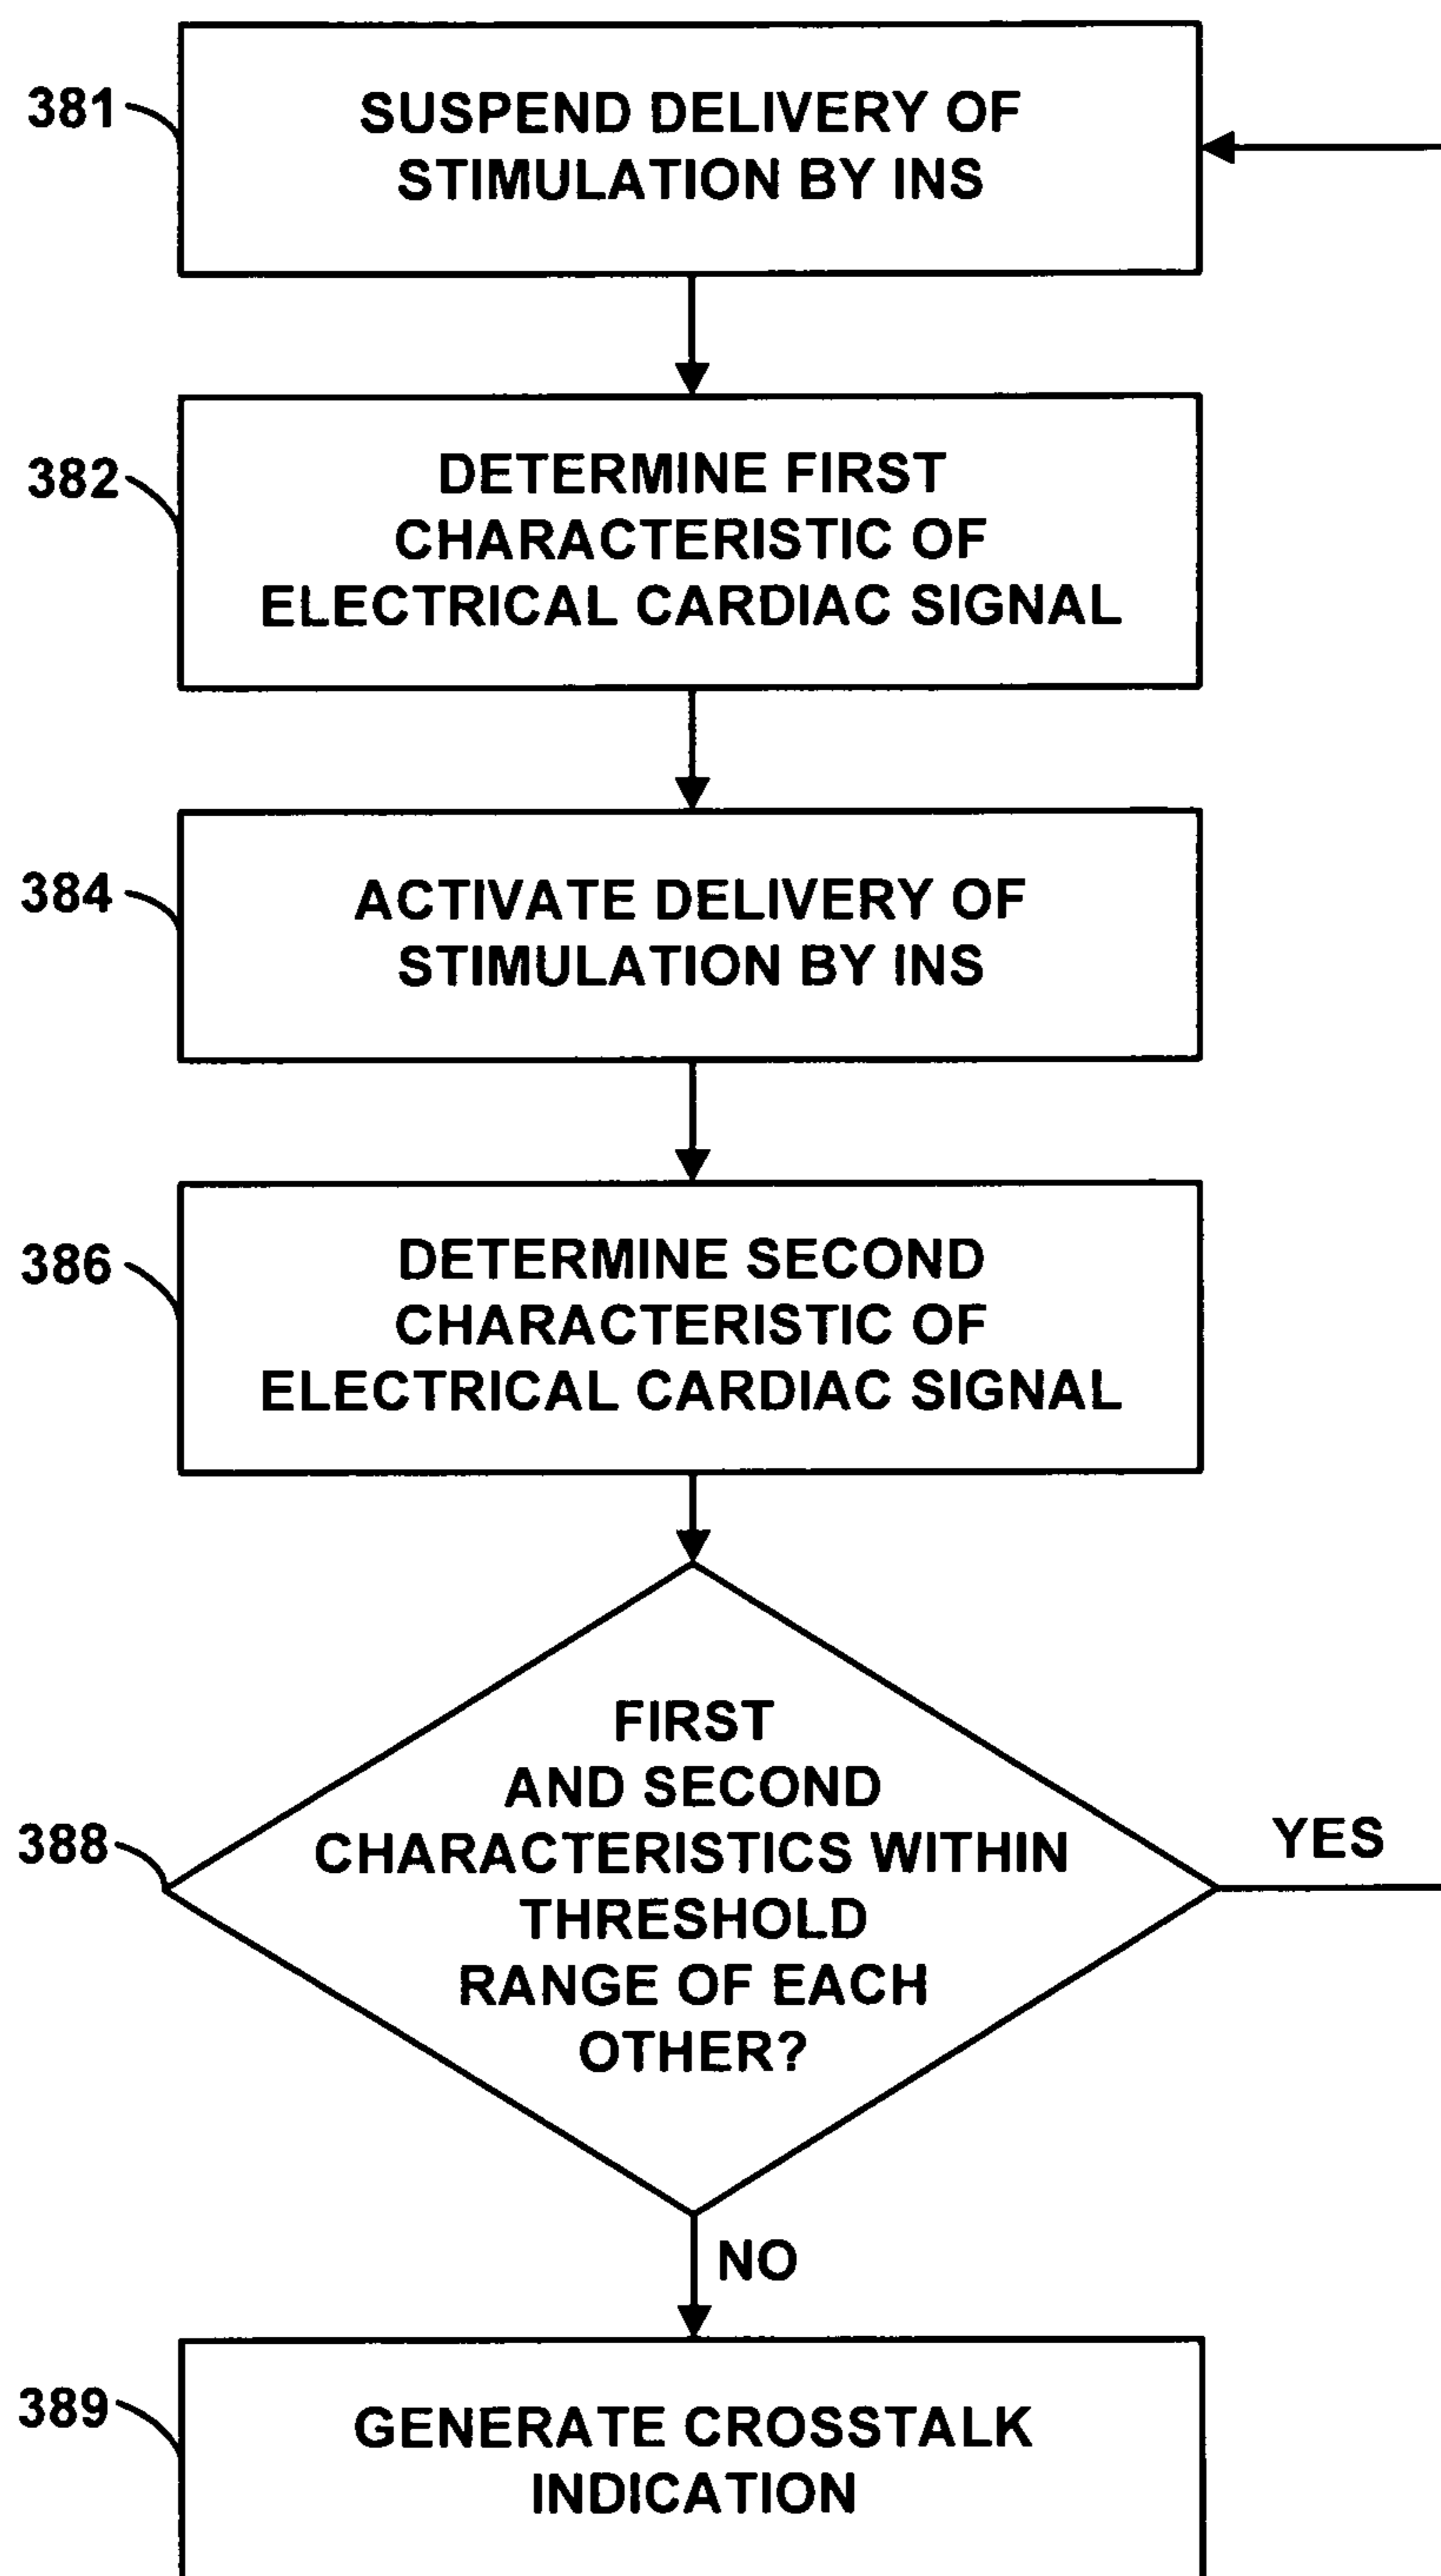 381
SUSPEND DELIVERY OF
STIMULATION BY INS
382
DETERMINE FIRST
CHARACTERISTIC OF
ELECTRICAL CARDIAC SIGNAL
384
ACTIVATE DELIVERY OF
STIMULATION BY INS
386
DETERMINE SECOND
CHARACTERISTIC OF
ELECTRICAL CARDIAC SIGNAL
388
FIRST
AND SECOND
CHARACTERISTICS WITHIN
THRESHOLD
RANGE OF EACH
OTHER?
YES
NO
389
GENERATE CROSSTALK
INDICATION